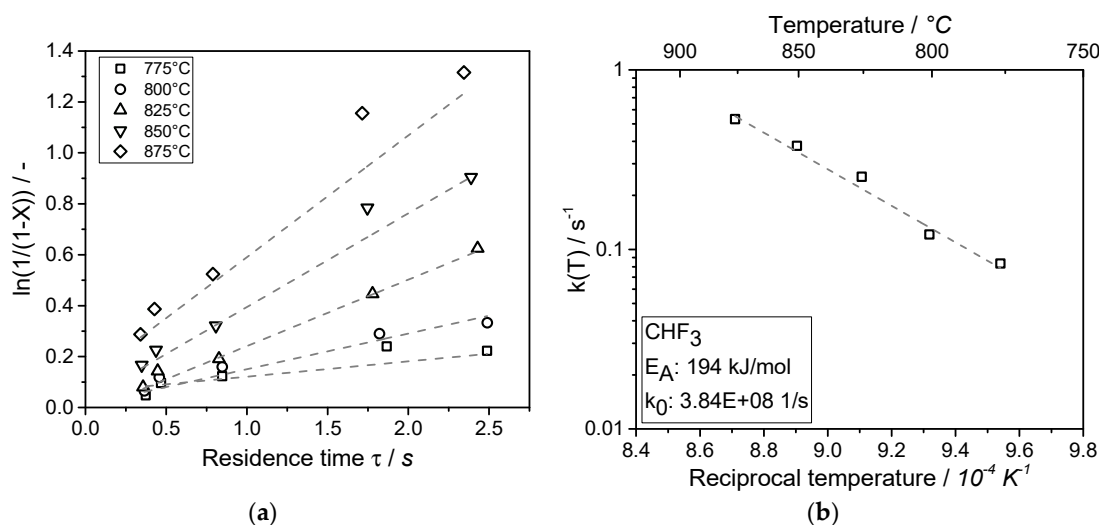 1.4
1.2
1.0
0.8
0.6
0.4
0.2
0.0
ln(1/(1-X)) / -
775°C
800°C
825°C
850°C
875°C
0.0 0.5 1.0 1.5 2.0 2.5
Residence time τ / s
(a)
Temperature / °C
900 850 800 750
1
0.1
0.01
k(T) / s-1
CHF3
EA: 194 kJ/mol
k0: 3.84E+08 1/s
8.4 8.6 8.8 9.0 9.2 9.4 9.6 9.8
Reciprocal temperature / 10-4 K-1
(b)